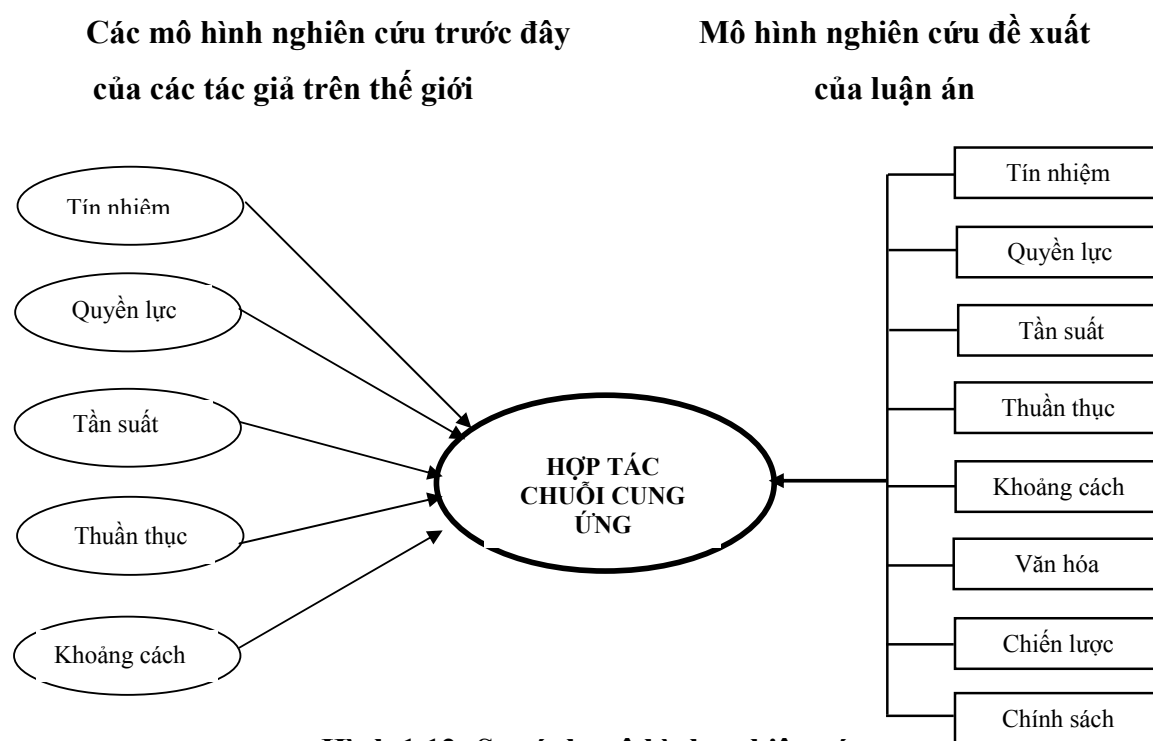 Các mô hình nghiên cứu trước đây
của các tác giả trên thế giới
Mô hình nghiên cứu đề xuất
của luận án
Tín nhiệm
Quyền lực
Tần suất
Thuần thục
Khoảng cách
HỢP TÁC
CHUỖI CUNG
ỨNG
Tín nhiệm
Quyền lực
Tần suất
Thuần thục
Khoảng cách
Văn hóa
Chiến lược
Chính sách